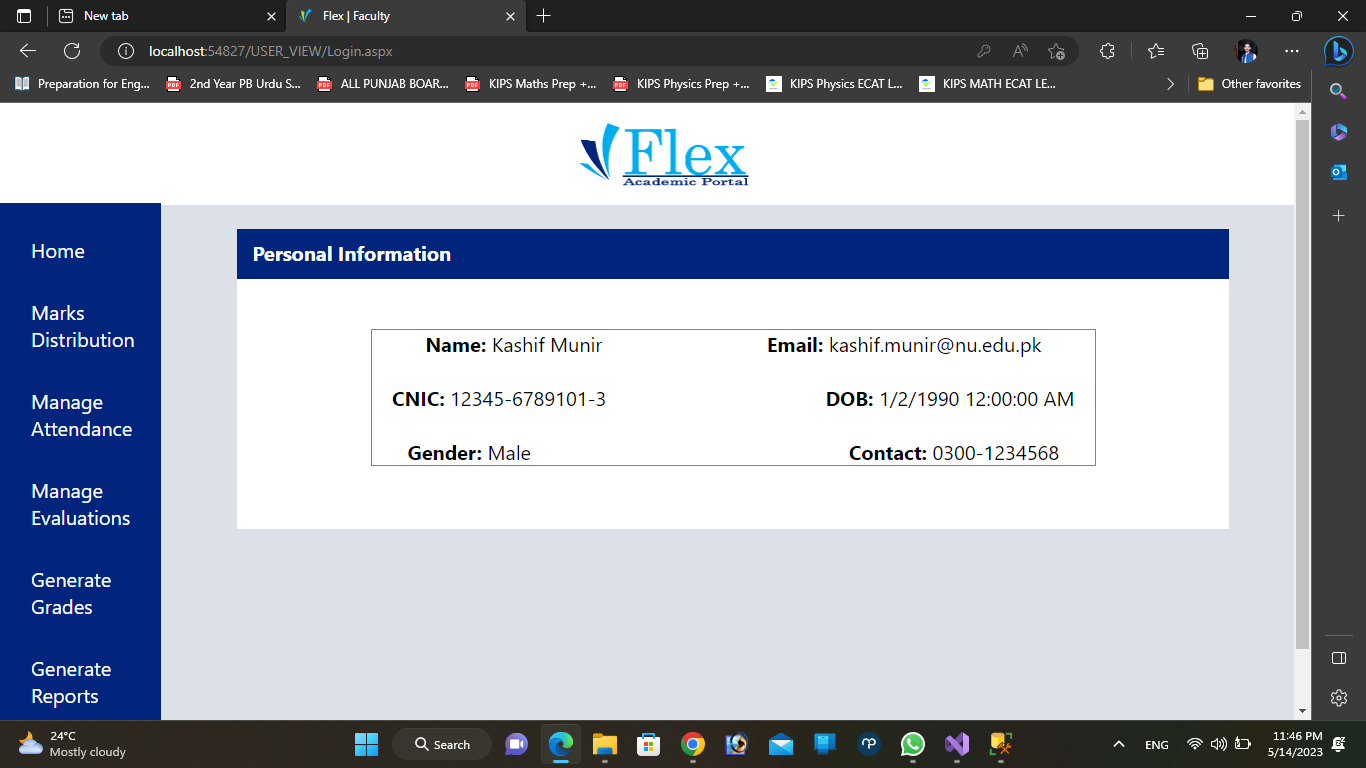 New tab
Flex | Faculty
localhost:54827/USER_VIEW/Login.aspx
Preparation for Eng...
2nd Year PB Urdu S...
ALL PUNJAB BOAR...
KIPS Maths Prep +...
KIPS Physics Prep +...
KIPS Physics ECAT L...
KIPS MATH ECAT LE...
Other favorites
Flex
Academic Portal
Home
Marks
Distribution
Manage
Attendance
Manage
Evaluations
Generate
Grades
Generate
Reports
Personal Information
Name: Kashif Munir
Email: kashif.munir@nu.edu.pk
CNIC: 12345-6789101-3
DOB: 1/2/1990 12:00:00 AM
Gender: Male
Contact: 0300-1234568
24°C
Mostly cloudy
Search
ENG
11:46 PM
5/14/2023